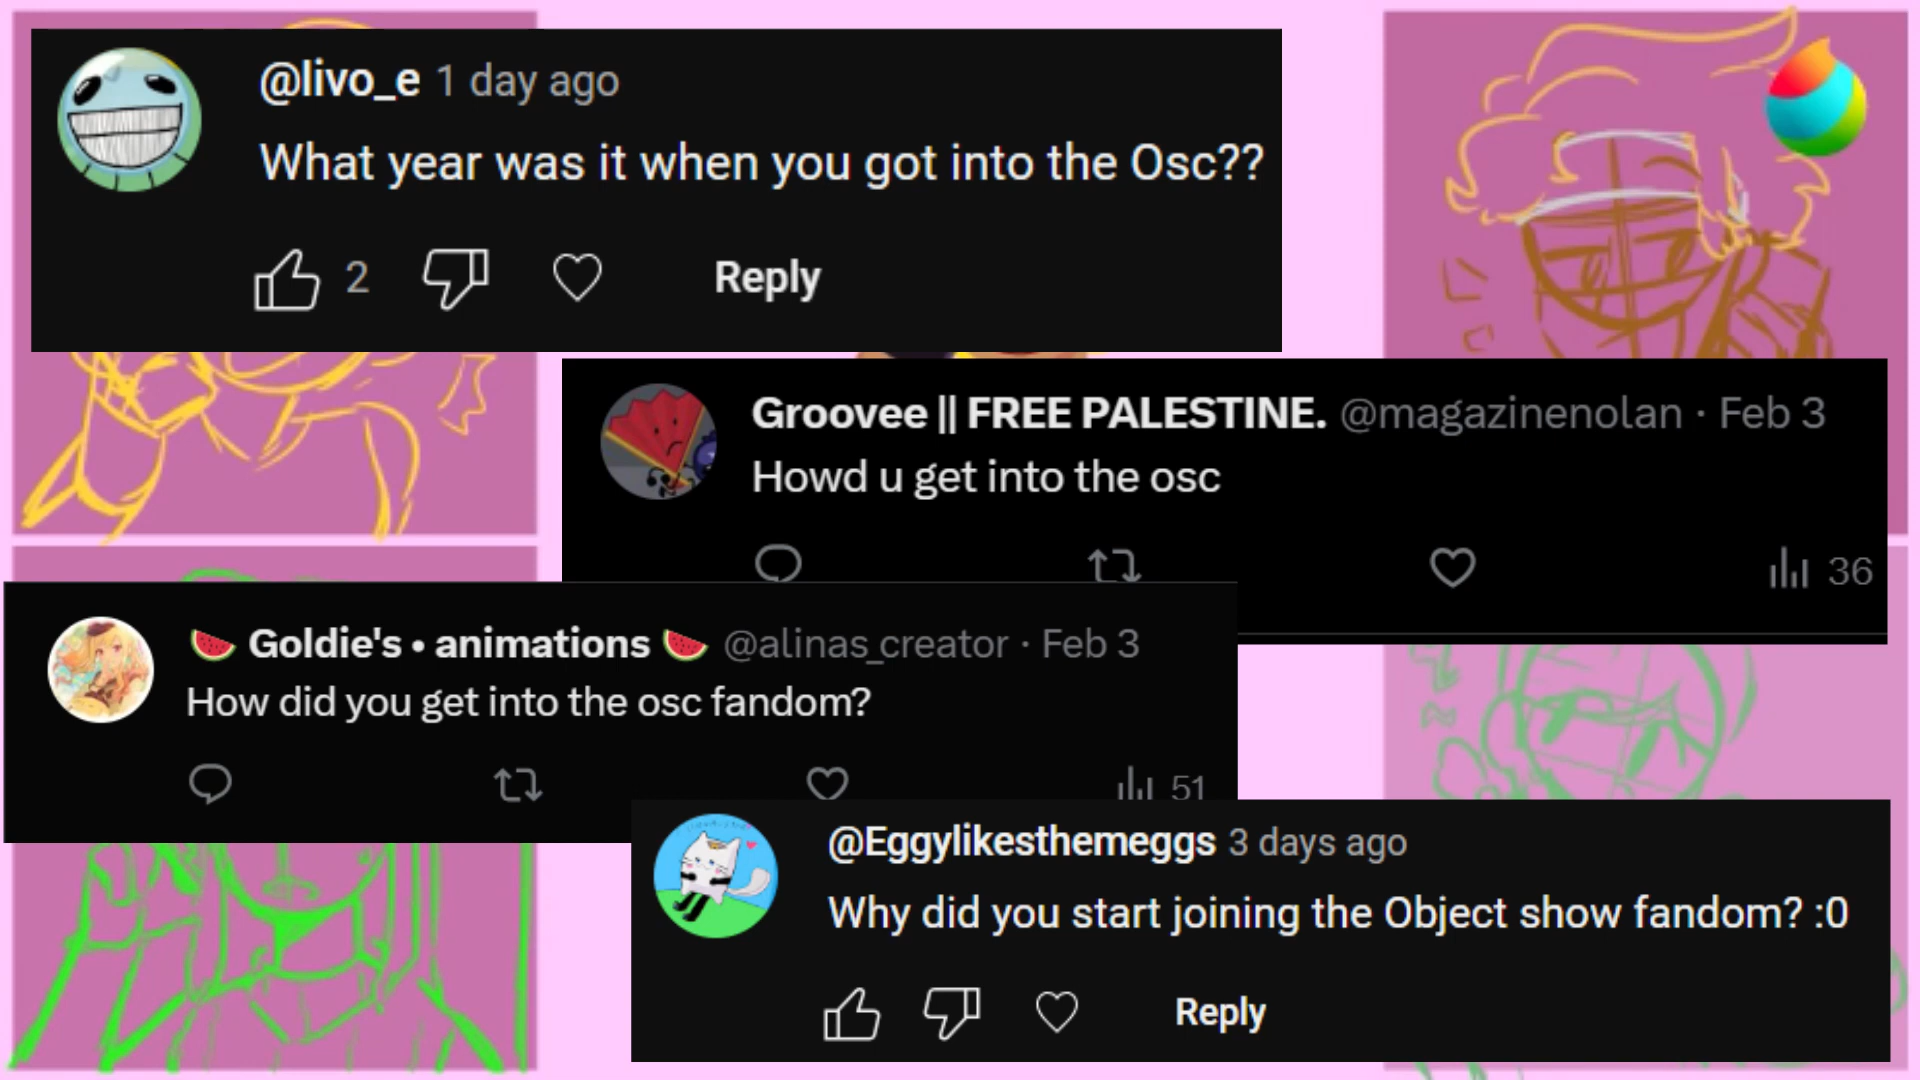 @livo_e 1 day ago
What year was it when you got into the Osc??
2 Reply
Groovee || FREE PALESTINE. @magazinenolan · Feb 3
Howd u get into the osc
36
🍉 Goldie's • animations 🍉 @alinas_creator · Feb 3
How did you get into the osc fandom?
51
@Eggylikesthemeggs 3 days ago
Why did you start joining the Object show fandom? :0
Reply